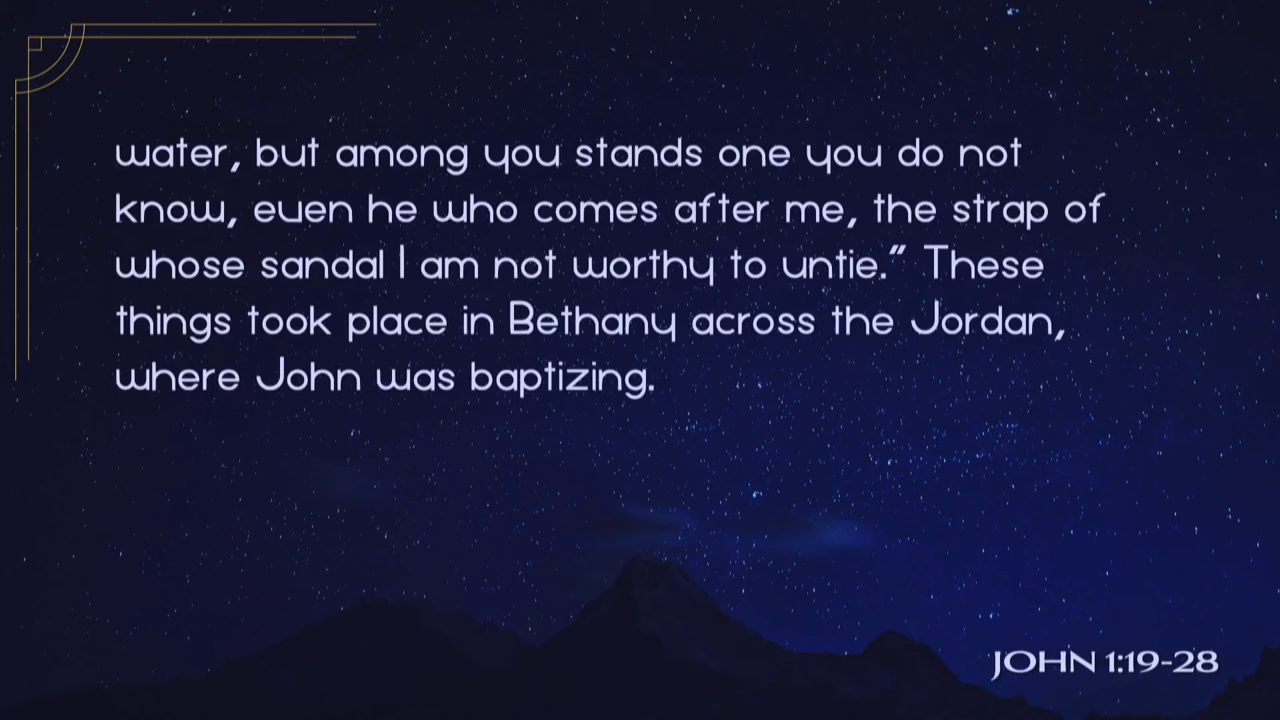 water, but among you stands one you do not
know, even he who comes after me, the strap of
whose sandal I am not worthy to untie.” These
things took place in Bethany across the Jordan,
where John was baptizing.
JOHN 1:19-28